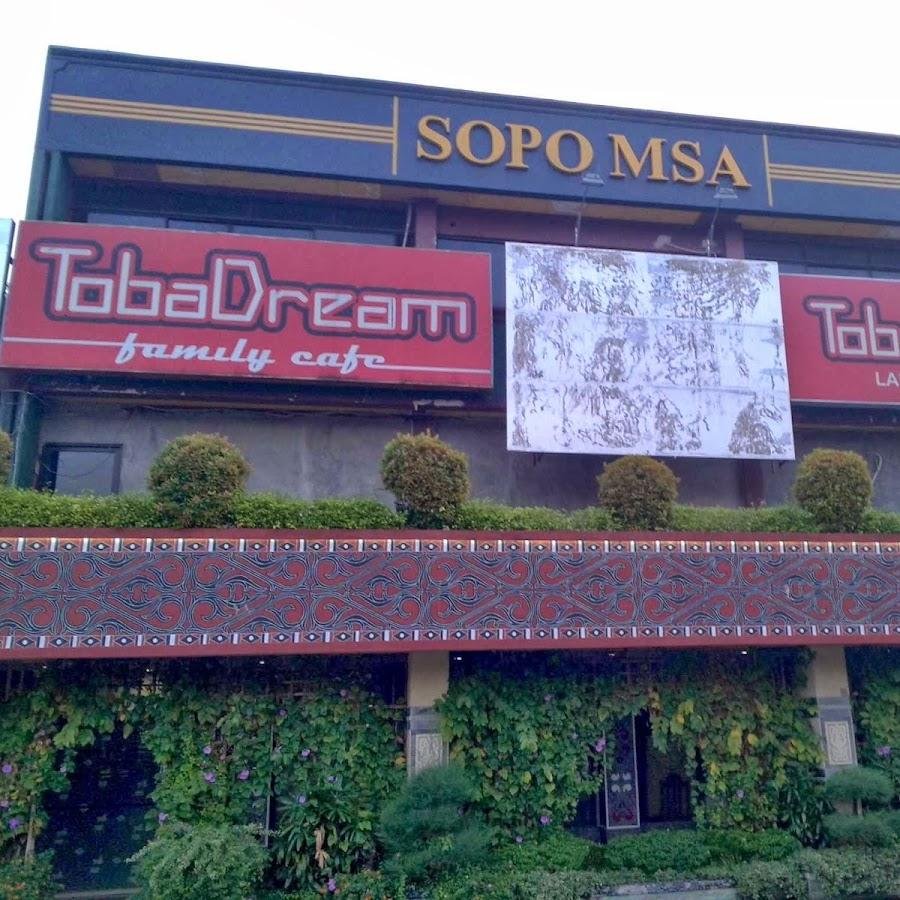 SOPO MSA
TobaDream
family cafe
Tob
LA